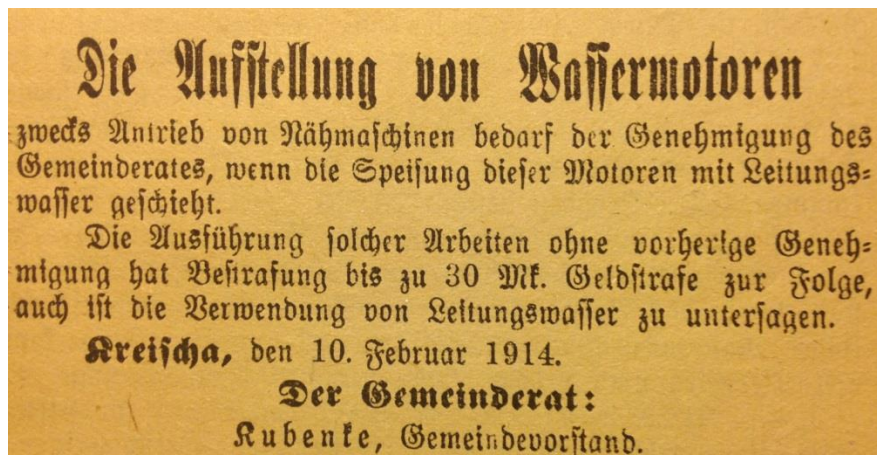 Die Aufstellung von Wassermotoren
zwecks Antrieb von Nähmaschinen bedarf der Genehmigung des
Gemeinderates, wenn die Speisung dieser Motoren mit Leitungs-
wasser geschieht.
Die Ausführung solcher Arbeiten ohne vorherige Geneh-
migung hat Bestrafung bis zu 30 Mk. Geldstrafe zur Folge,
auch ist die Verwendung von Leitungswasser zu untersagen.
Kreischa, den 10. Februar 1914.
Der Gemeinderat:
Kubenke, Gemeindevorstand.